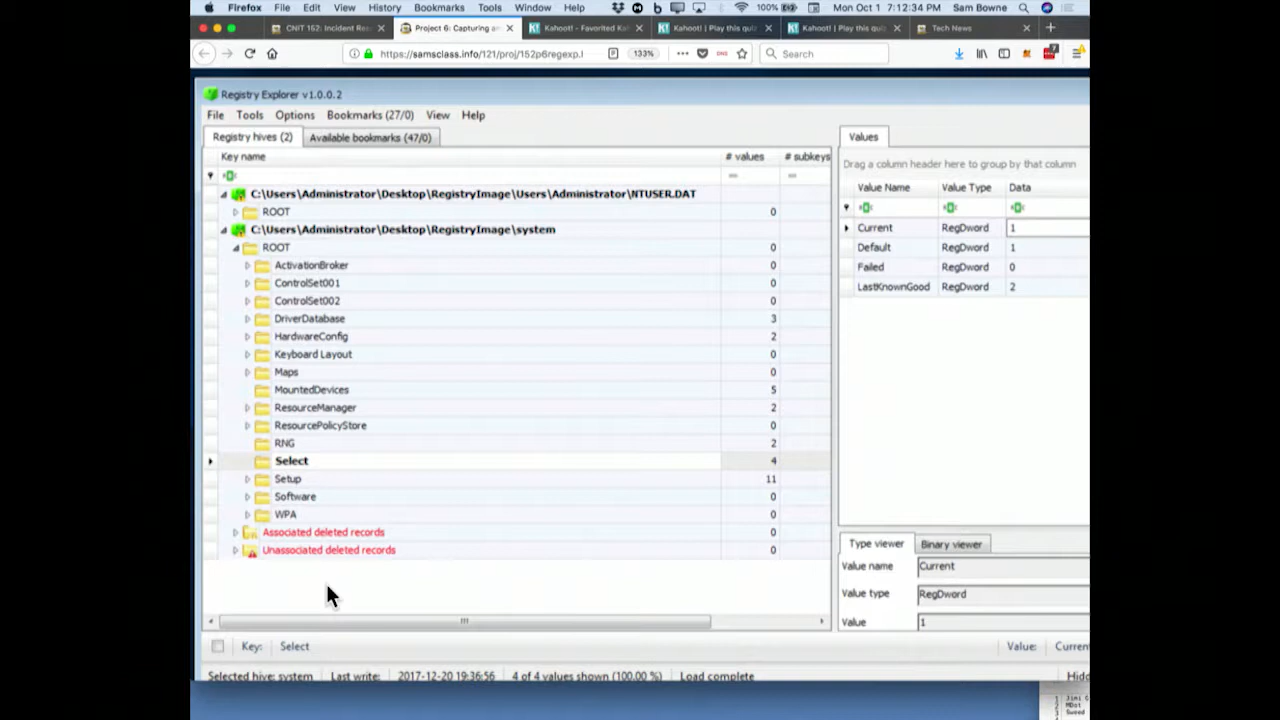 Firefox File Edit View History Bookmarks Tools Window Help 100% Mon Oct 1 7:12:34 PM Sam Bowne
CNIT 152: Incident Res Project 6: Capturing an Kahoot! - Favorited Kah Kahoot! | Play this quiz Kahoot! | Play this quiz Tech News
https://samsclass.info/121/proj/152p6regexp.l 133% Search
Registry Explorer v1.0.0.2
File Tools Options Bookmarks (27/0) View Help
Registry hives (2) Available bookmarks (47/0) Values
Key name # values # subkeys
Drag a column header here to group by that column
Value Name Value Type Data
C:\Users\Administrator\Desktop\RegistryImage\Users\Administrator\NTUSER.DAT
ROOT 0
C:\Users\Administrator\Desktop\RegistryImage\system
ROOT 0
ActivationBroker 0
ControlSet001 0
ControlSet002 0
DriverDatabase 3
HardwareConfig 2
Keyboard Layout 0
Maps 0
MountedDevices 5
ResourceManager 2
ResourcePolicyStore 0
RNG 2
Select 4
Setup 11
Software 0
WPA 0
Associated deleted records 0
Unassociated deleted records 0
Current RegDword 1
Default RegDword 1
Failed RegDword 0
LastKnownGood RegDword 2
Type viewer Binary viewer
Value name Current
Value type RegDword
Value 1
Key: Select Value: Curren
Selected hive: system Last write: 2017-12-20 19:36:56 4 of 4 values shown (100.00 %) Load complete Hidd